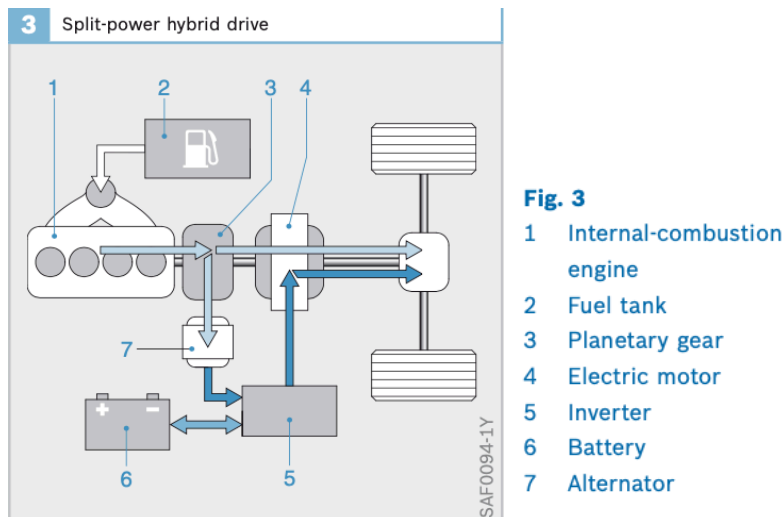 3 Split-power hybrid drive
1 2 3 4
7
+ −
6 5
SAF0094-1Y
Fig. 3
1 Internal-combustion
engine
2 Fuel tank
3 Planetary gear
4 Electric motor
5 Inverter
6 Battery
7 Alternator